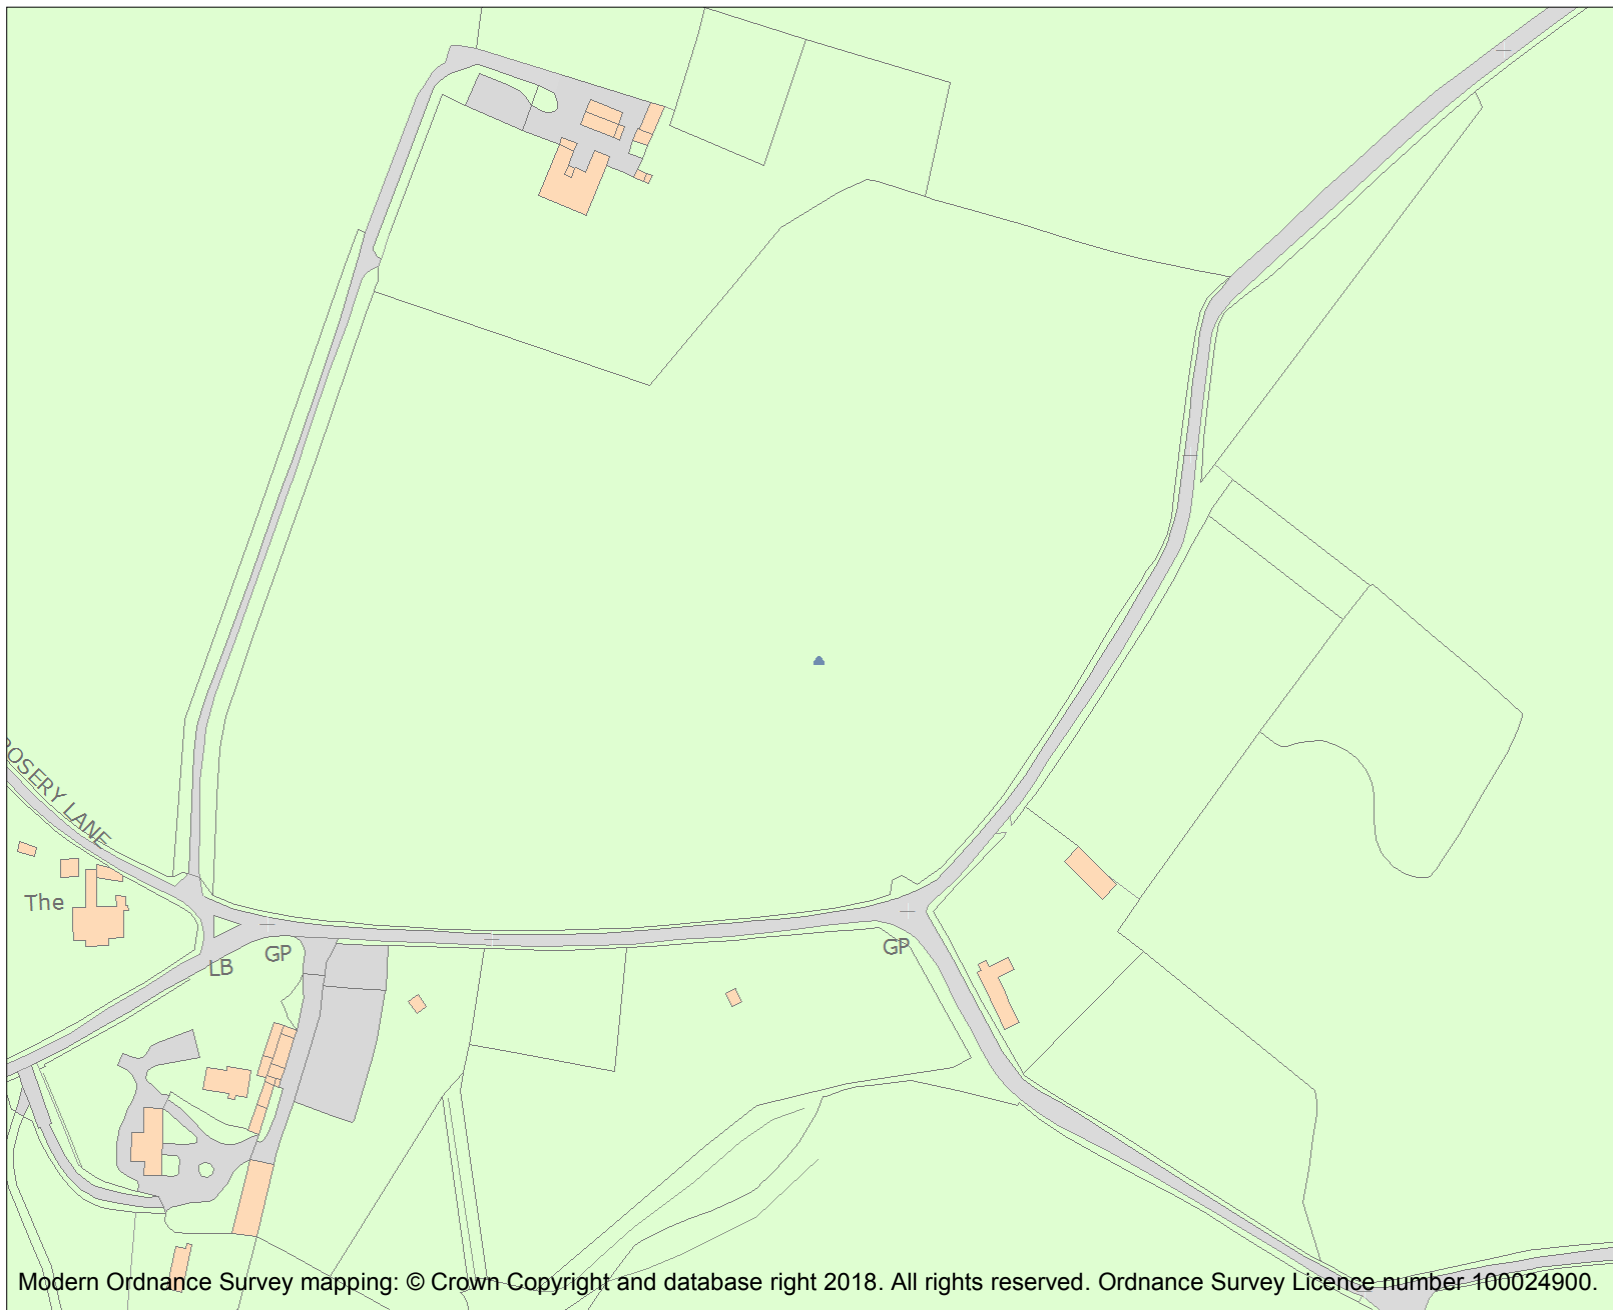 ROSERY LANE
The
LB
GP
GP
Modern Ordnance Survey mapping: © Crown Copyright and database right 2018. All rights reserved. Ordnance Survey Licence number 100024900.